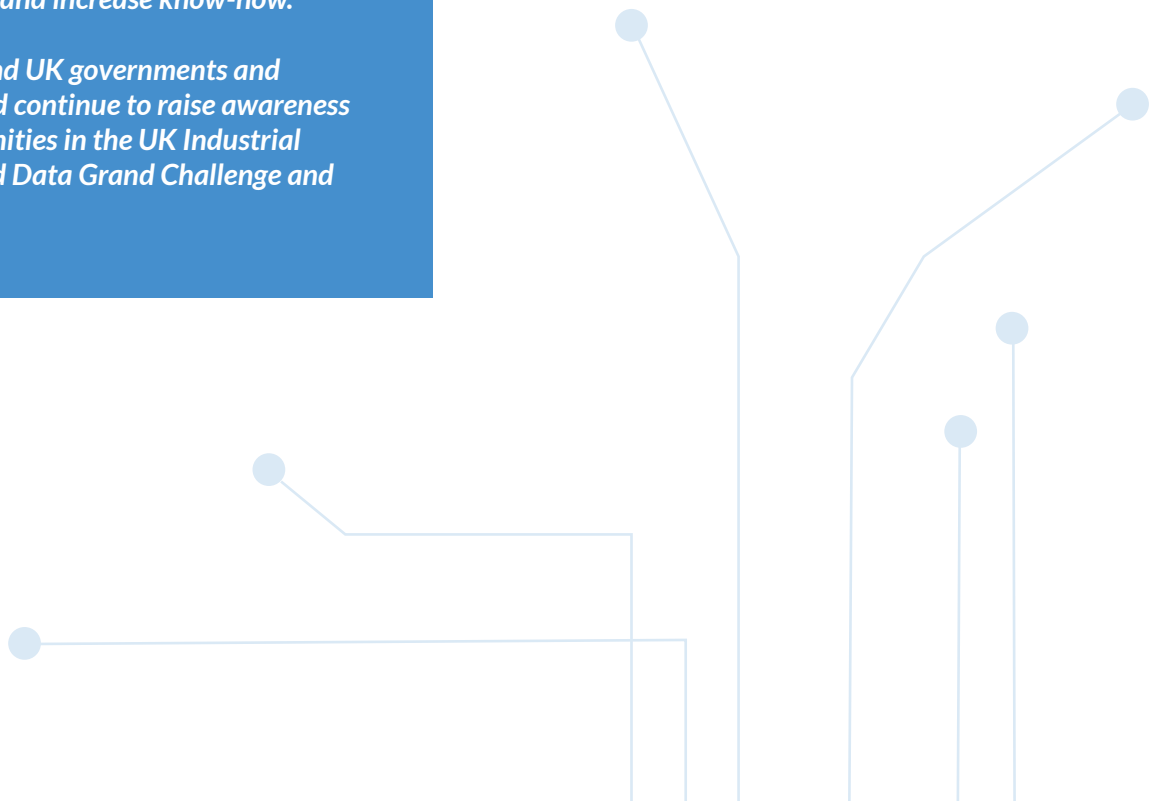 and increase know-how.
nd UK governments and
d continue to raise awareness
nities in the UK Industrial
d Data Grand Challenge and